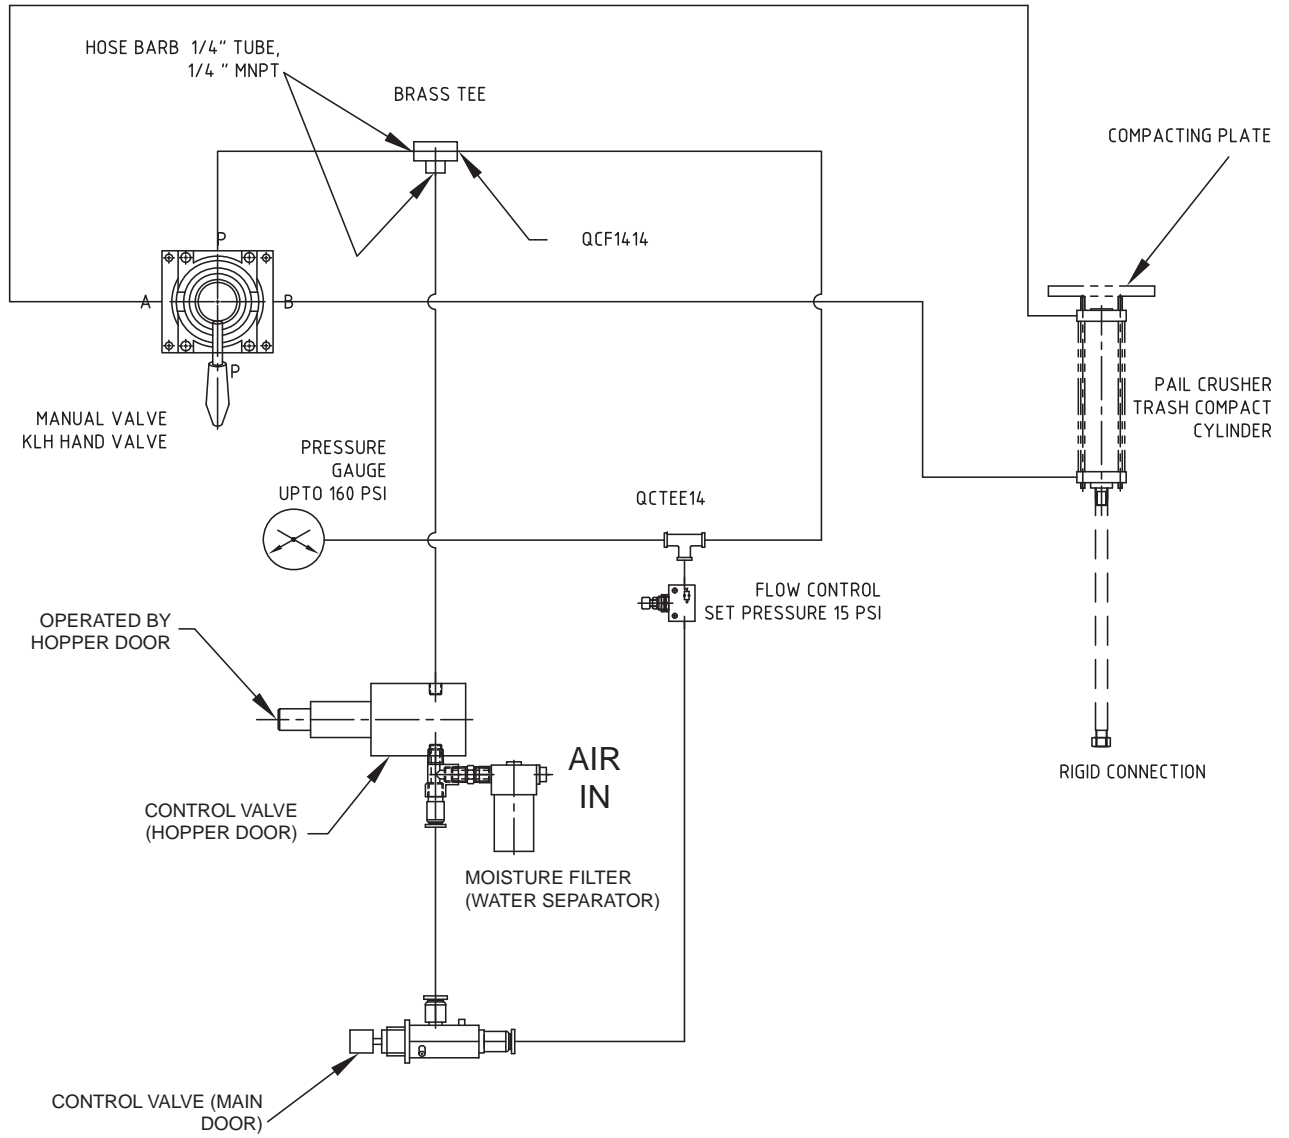 HOSE BARB 1/4" TUBE,
1/4 " MNPT
BRASS TEE
COMPACTING PLATE
QCF1414
P
A
B
P
MANUAL VALVE
KLH HAND VALVE
PAIL CRUSHER
TRASH COMPACT
CYLINDER
PRESSURE
GAUGE
UPTO 160 PSI
QCTEE14
FLOW CONTROL
SET PRESSURE 15 PSI
OPERATED BY
HOPPER DOOR
AIR
IN
RIGID CONNECTION
CONTROL VALVE
(HOPPER DOOR)
MOISTURE FILTER
(WATER SEPARATOR)
CONTROL VALVE (MAIN
DOOR)